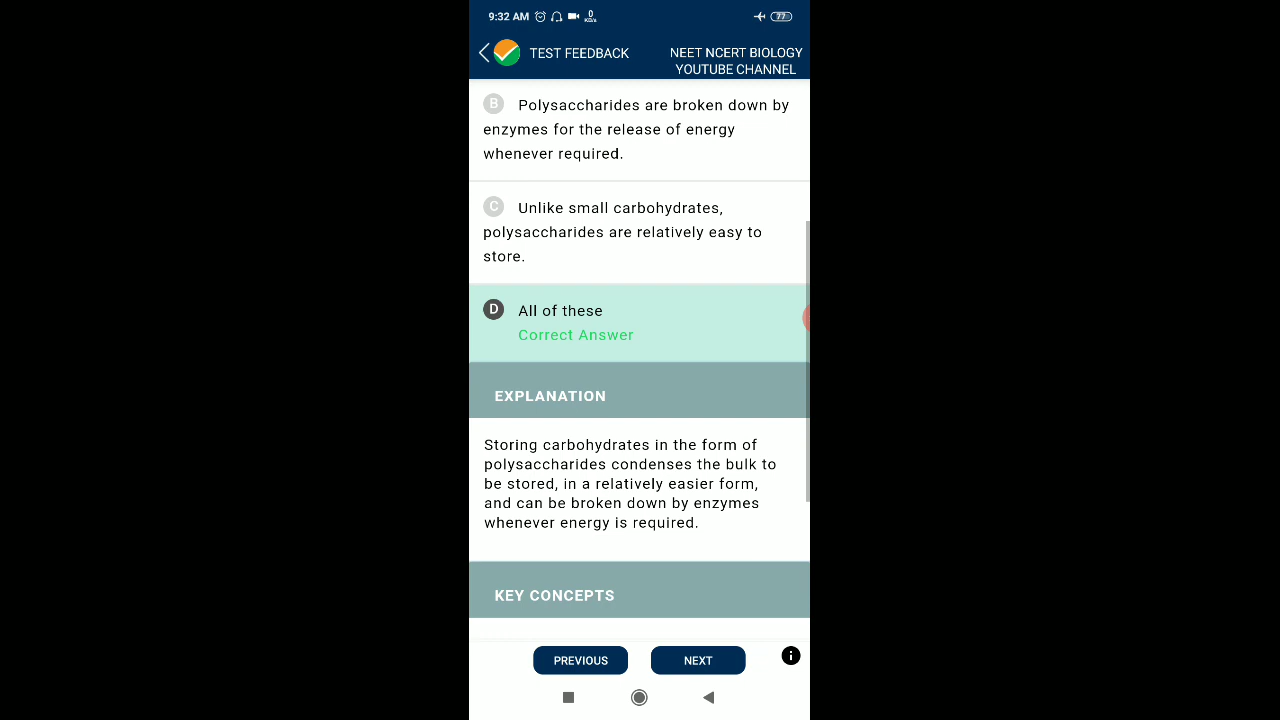 9:32 AM 0 KB/s 77
TEST FEEDBACK
NEET NCERT BIOLOGY
YOUTUBE CHANNEL
B Polysaccharides are broken down by
enzymes for the release of energy
whenever required.
C Unlike small carbohydrates,
polysaccharides are relatively easy to
store.
D All of these
Correct Answer
EXPLANATION
Storing carbohydrates in the form of
polysaccharides condenses the bulk to
be stored, in a relatively easier form,
and can be broken down by enzymes
whenever energy is required.
KEY CONCEPTS
PREVIOUS NEXT